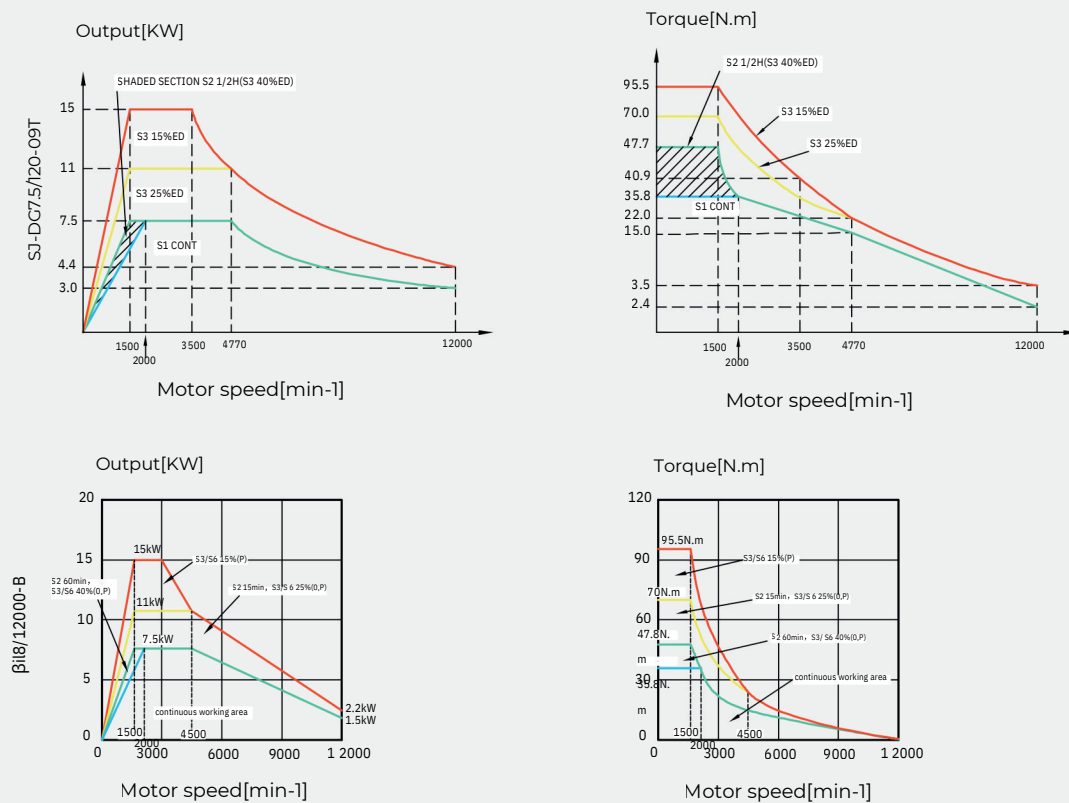 Output[KW]
SHADED SECTION S2 1/2H(S3 40%ED)
15
S3 15%ED
11
S3 25%ED
7.5
S1 CONT
4.4
3.0
1500
2000
3500
4770
12000
Motor speed[min-1]
SJ-DG7.5/120-09T
Torque[N.m]
S2 1/2H(S3 40%ED)
95.5
S3 15%ED
70.0
S3 25%ED
47.7
40.9
35.8
S1 CONT
22.0
15.0
3.5
2.4
1500
2000
3500
4770
12000
Motor speed[min-1]
Output[KW]
20
15kW
15
S3/S6 15%(P)
S2 60min,
S3/S6 40%(0,P)
S2 15min, S3/S 6 25%(0,P)
11kW
10
7.5kW
5
continuous working area
2.2kW
1.5kW
1500
2000
4500
0
0
3000
6000
9000
12000
Motor speed[min-1]
βiI8/12000-B
Torque[N.m]
120
95.5N.m
90
S3/S6 15%(P)
70N.m
S2 15min, S3/S 6 25%(0,P)
60
47.8N.
m
S2 60min, S3/ S6 40%(0,P)
30
35.8N.
m
continuous working area
1500
2000
4500
0
0
3000
6000
9000
1 2000
Motor speed[min-1]